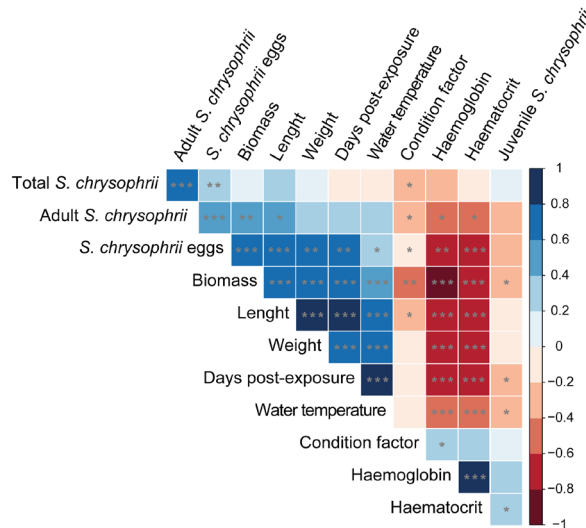 Adult S. chrysophrii
S. chrysophrii eggs
Biomass
Lenght
Weight
Days post-exposure
Water temperature
Condition factor
Haemoglobin
Haematocrit
Juvenile S. chrysophrii
Total S. chrysophrii *** ** *
Adult S. chrysophrii *** ** * * * *
S. chrysophrii eggs *** *** ** ** * * ** ***
Biomass *** *** *** *** ** *** *** *
Lenght *** *** *** * *** ***
Weight *** *** *** ***
Days post-exposure *** *** *** *
Water temperature *** *** *
Condition factor *
Haemoglobin ***
Haematocrit *
1
0.8
0.6
0.4
0.2
0
−0.2
−0.4
−0.6
−0.8
−1